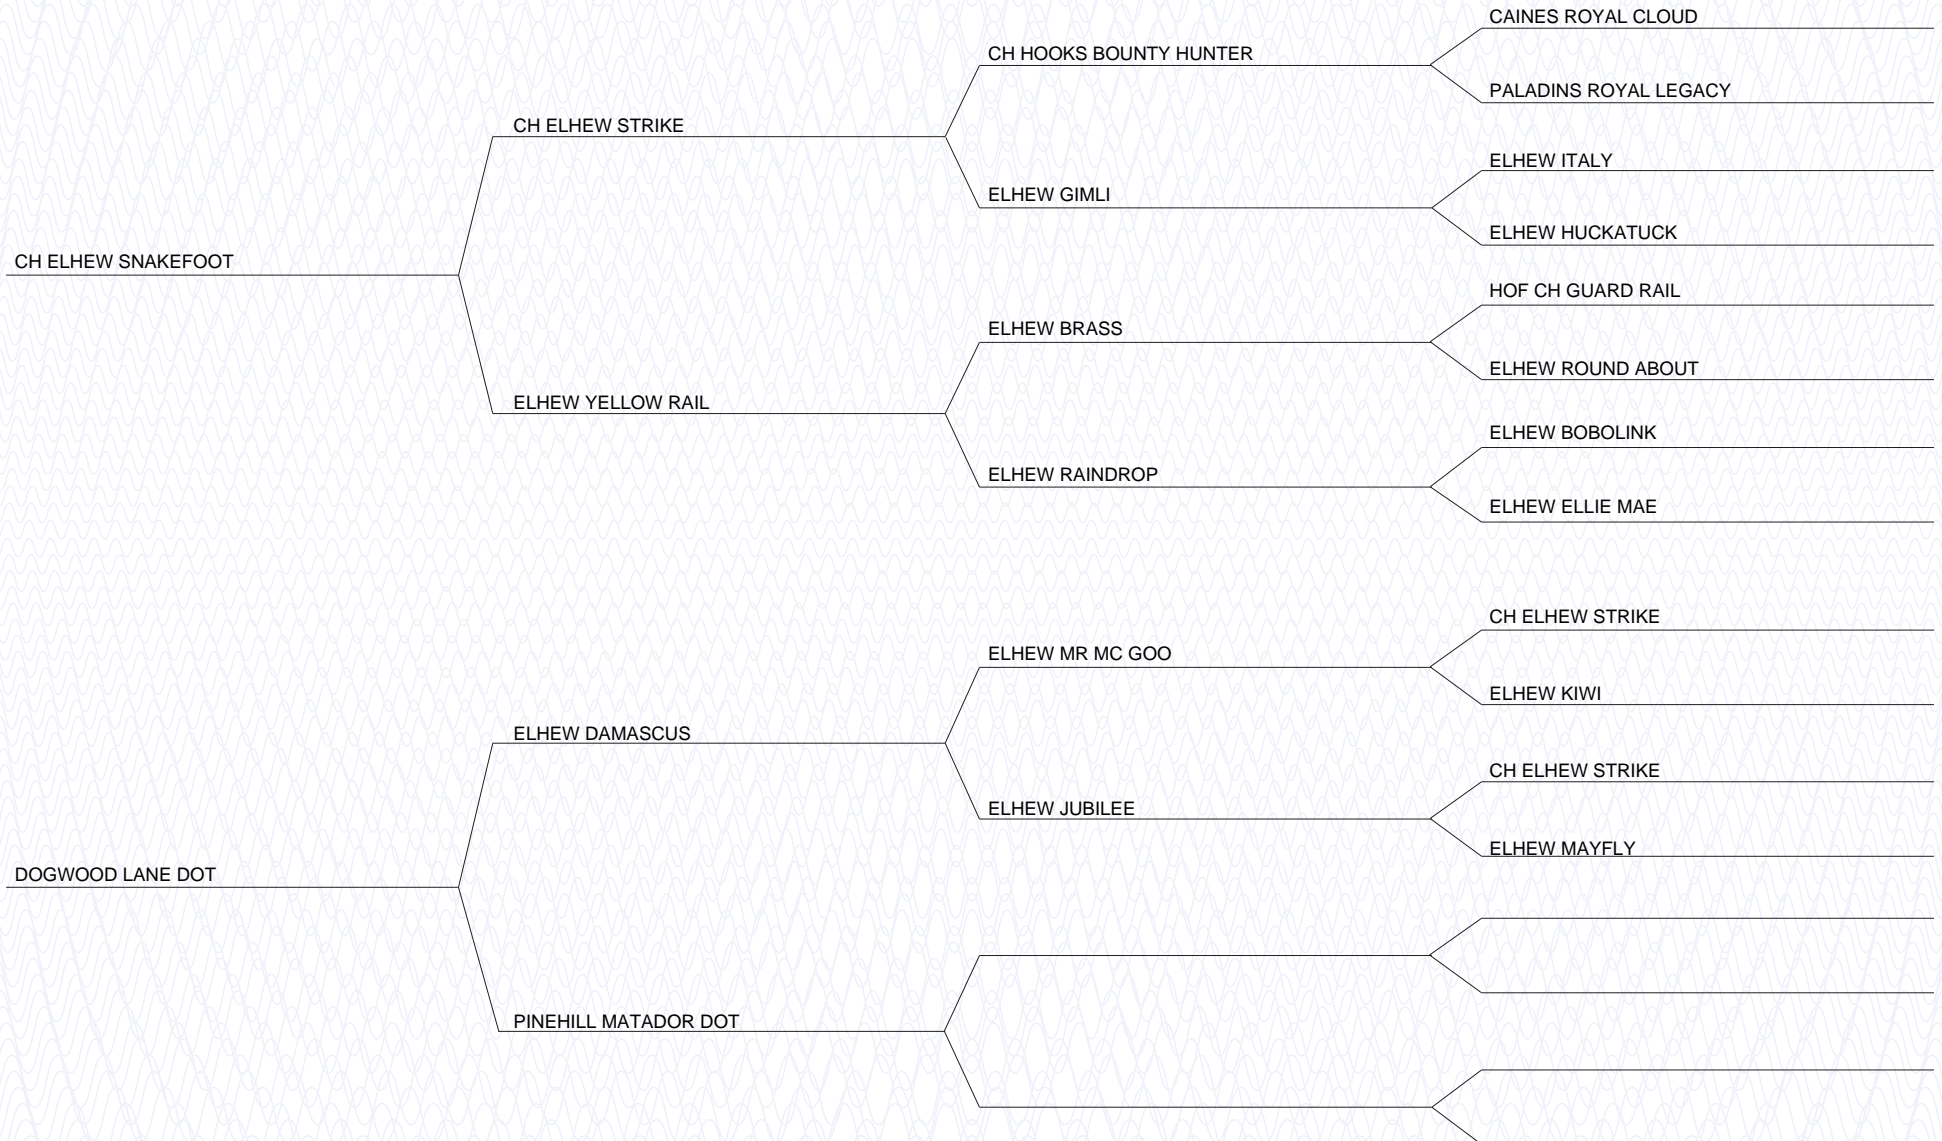 CAINES ROYAL CLOUD
CH HOOKS BOUNTY HUNTER
PALADINS ROYAL LEGACY
CH ELHEW STRIKE
ELHEW ITALY
ELHEW GIMLI
ELHEW HUCKATUCK
CH ELHEW SNAKEFOOT
HOF CH GUARD RAIL
ELHEW BRASS
ELHEW ROUND ABOUT
ELHEW YELLOW RAIL
ELHEW BOBOLINK
ELHEW RAINDROP
ELHEW ELLIE MAE
CH ELHEW STRIKE
ELHEW MR MC GOO
ELHEW KIWI
ELHEW DAMASCUS
CH ELHEW STRIKE
ELHEW JUBILEE
ELHEW MAYFLY
DOGWOOD LANE DOT
PINEHILL MATADOR DOT